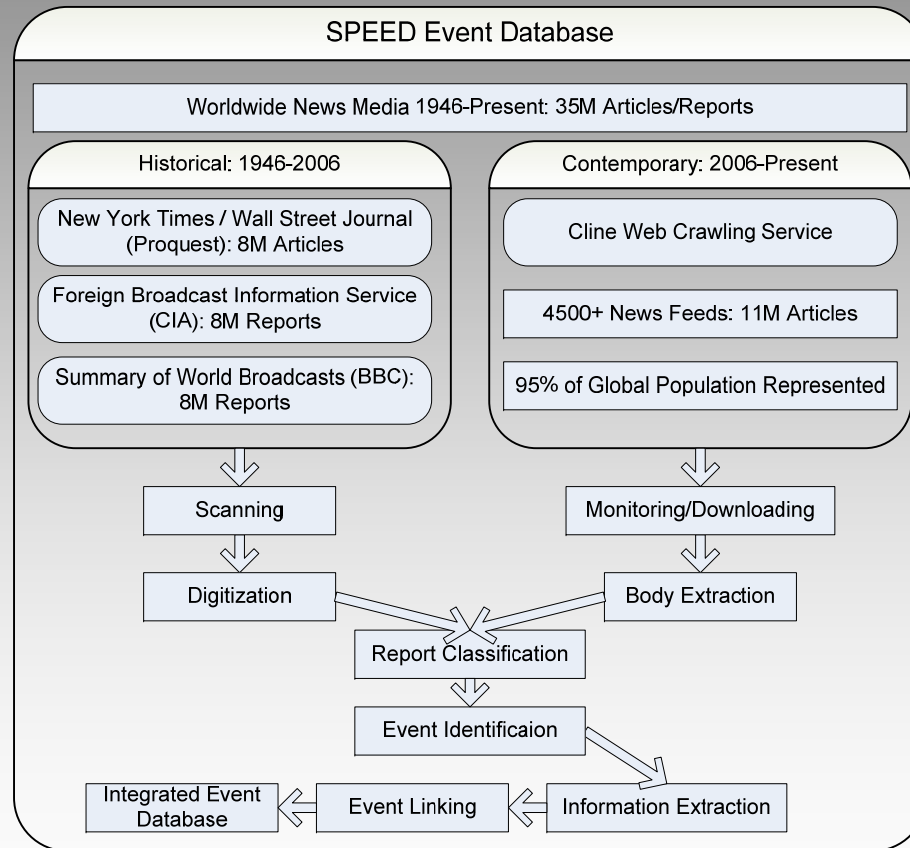 SPEED Event Database
Worldwide News Media 1946-Present: 35M Articles/Reports
Historical: 1946-2006
New York Times / Wall Street Journal
(Proquest): 8M Articles
Foreign Broadcast Information Service
(CIA): 8M Reports
Summary of World Broadcasts (BBC):
8M Reports
Contemporary: 2006-Present
Cline Web Crawling Service
4500+ News Feeds: 11M Articles
95% of Global Population Represented
Scanning
Monitoring/Downloading
Digitization
Body Extraction
Report Classification
Event Identificaion
Integrated Event
Database
Event Linking
Information Extraction